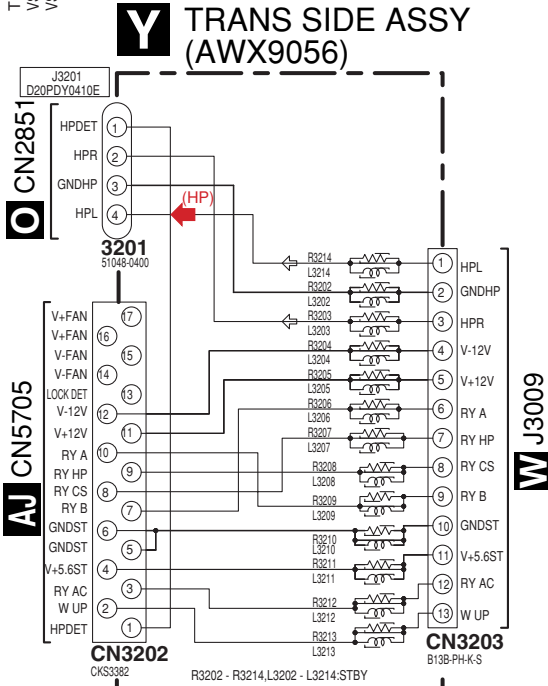 T
VS
VS
Y TRANS SIDE ASSY
(AWX9056)
J3201
D20PDY0410E
O CN2851
HPDET 1
HPR 2
GNDHP 3
HPL 4
(HP)
3201
51048-0400
V+FAN 17
V+FAN 16
V-FAN 15
V-FAN 14
LOCK DET 13
V-12V 12
V+12V 11
RY A 10
RY HP 9
RY CS 8
RY B 7
GNDST 6
GNDST 5
V+5.6ST 4
RY AC 3
W UP 2
HPDET 1
AJ CN5705
CN3202
CKS3382
R3214
L3214
R3202
L3202
R3203
L3203
R3204
L3204
R3205
L3205
R3206
L3206
R3207
L3207
R3208
L3208
R3209
L3209
R3210
L3210
R3211
L3211
R3212
L3212
R3213
L3213
1 HPL
2 GNDHP
3 HPR
4 V-12V
5 V+12V
6 RY A
7 RY HP
8 RY CS
9 RY B
10 GNDST
11 V+5.6ST
12 RY AC
13 W UP
W J3009
CN3203
B13B-PH-K-S
R3202 - R3214,L3202 - L3214:STBY